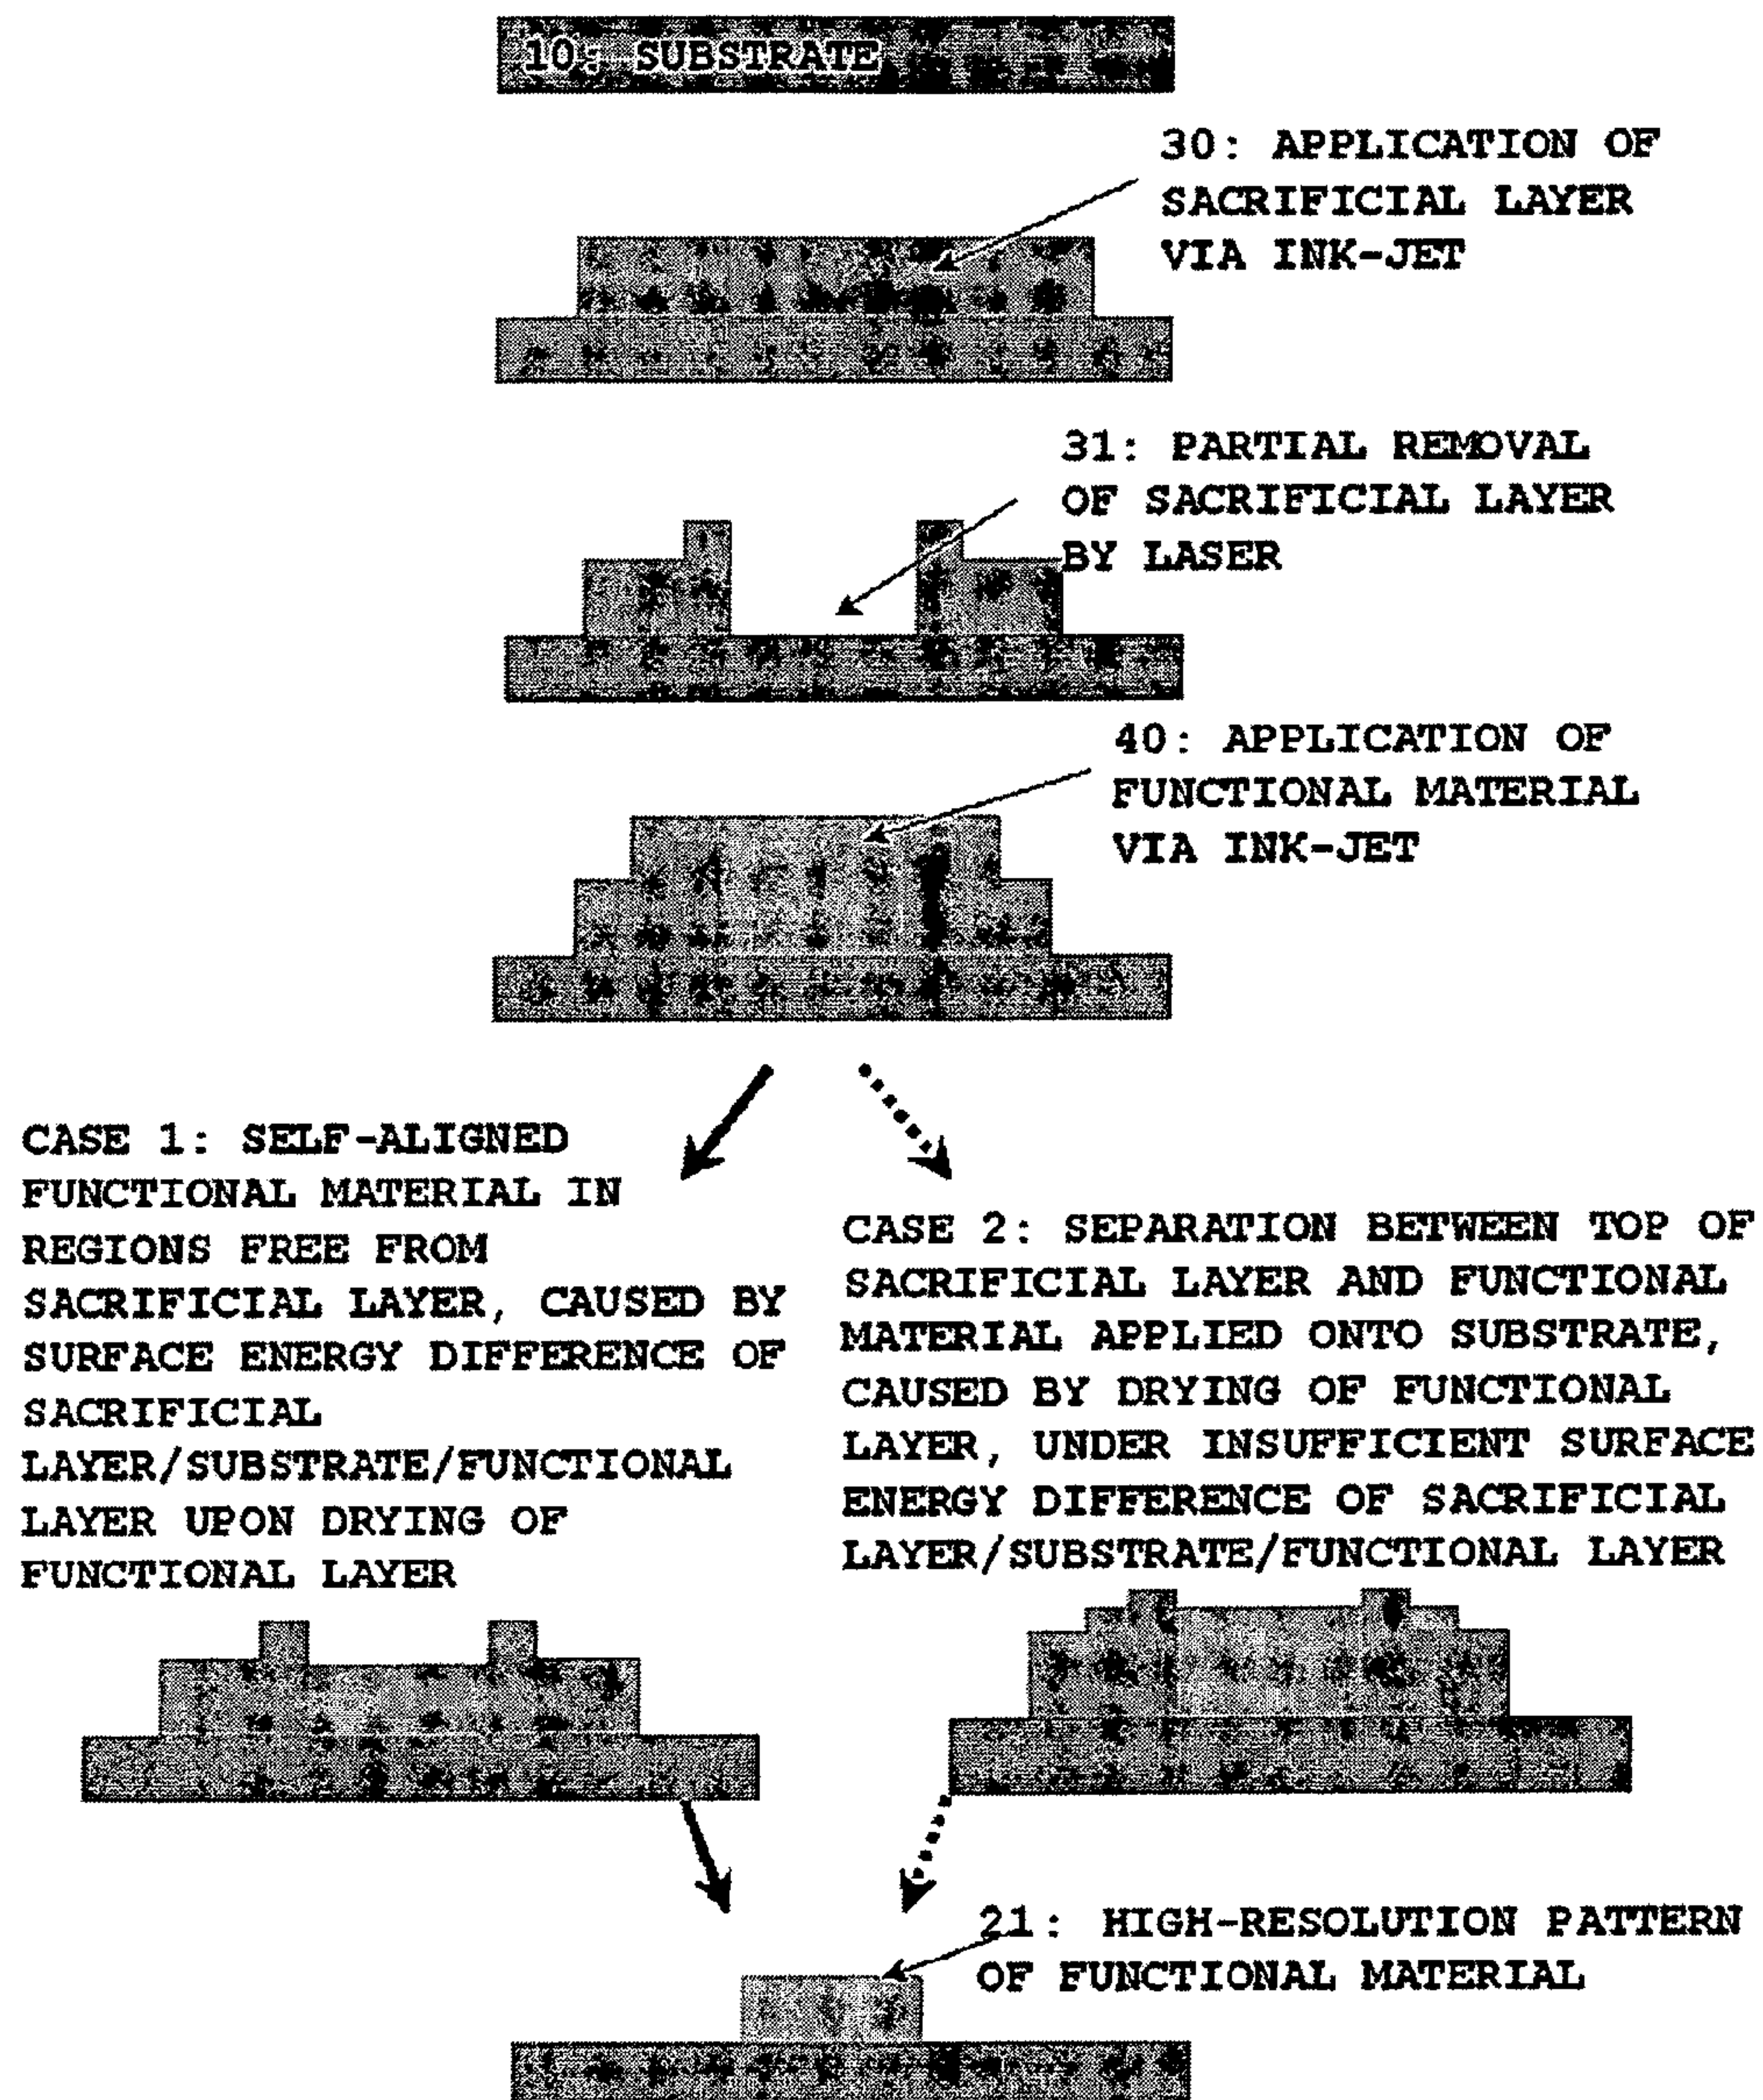 10: SUBSTRATE
30: APPLICATION OF
SACRIFICIAL LAYER
VIA INK-JET
31: PARTIAL REMOVAL
OF SACRIFICIAL LAYER
BY LASER
40: APPLICATION OF
FUNCTIONAL MATERIAL
VIA INK-JET
CASE 1: SELF-ALIGNED
FUNCTIONAL MATERIAL IN
REGIONS FREE FROM
SACRIFICIAL LAYER, CAUSED BY
SURFACE ENERGY DIFFERENCE OF
SACRIFICIAL
LAYER/SUBSTRATE/FUNCTIONAL
LAYER UPON DRYING OF
FUNCTIONAL LAYER
CASE 2: SEPARATION BETWEEN TOP OF
SACRIFICIAL LAYER AND FUNCTIONAL
MATERIAL APPLIED ONTO SUBSTRATE,
CAUSED BY DRYING OF FUNCTIONAL
LAYER, UNDER INSUFFICIENT SURFACE
ENERGY DIFFERENCE OF SACRIFICIAL
LAYER/SUBSTRATE/FUNCTIONAL LAYER
21: HIGH-RESOLUTION PATTERN
OF FUNCTIONAL MATERIAL